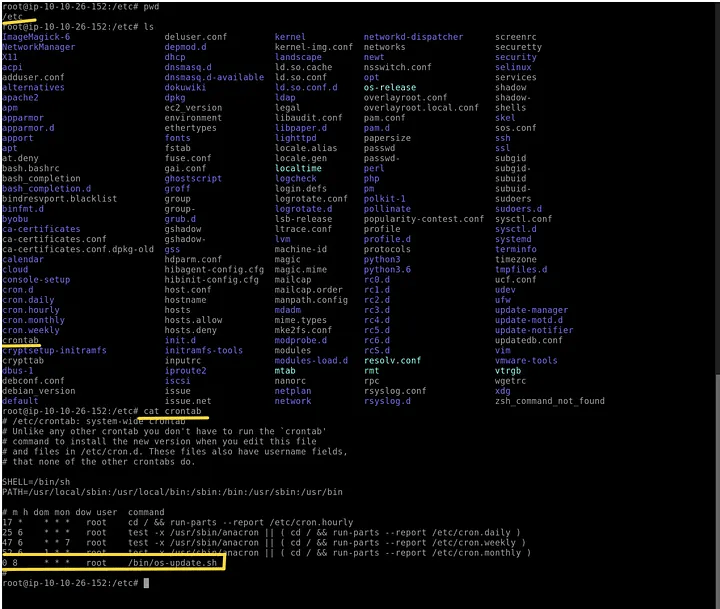 root@ip-10-10-26-152:/etc# pwd
/etc
root@ip-10-10-26-152:/etc# ls
ImageMagick-6 deluser.conf kernel networkd-dispatcher screenrc
NetworkManager depmod.d kernel-img.conf networks securetty
X11 dhcp landscape newt security
acpi dnsmasq.d ld.so.cache nsswitch.conf selinux
adduser.conf dnsmasq.d-available ld.so.conf opt services
alternatives dokuwiki ld.so.conf.d os-release shadow
apache2 dpkg ldap overlayroot.conf shadow-
apm ec2_version legal overlayroot.local.conf shells
apparmor environment libaudit.conf pam.conf skel
apparmor.d ethertypes libpaper.d pam.d sos.conf
apport fonts lighttpd papersize ssh
apt fstab locale.alias passwd ssl
at.deny fuse.conf locale.gen passwd- subgid
bash.bashrc gai.conf localtime perl subgid-
bash_completion ghostscript logcheck php subuid
bash_completion.d groff login.defs pm subuid-
bindresvport.blacklist group logrotate.conf polkit-1 sudoers
binfmt.d group- logrotate.d pollinate sudoers.d
byobu grub.d lsb-release popularity-contest.conf sysctl.conf
ca-certificates gshadow ltrace.conf profile sysctl.d
ca-certificates.conf gshadow- lvm profile.d systemd
ca-certificates.conf.dpkg-old gss machine-id protocols terminfo
calendar hdparm.conf magic python3 timezone
cloud hibagent-config.cfg magic.mime python3.6 tmpfiles.d
console-setup hibinit-config.cfg mailcap rc0.d ucf.conf
cron.d host.conf mailcap.order rc1.d udev
cron.daily hostname manpath.config rc2.d ufw
cron.hourly hosts mdadm rc3.d update-manager
cron.monthly hosts.allow mime.types rc4.d update-motd.d
cron.weekly hosts.deny mke2fs.conf rc5.d update-notifier
crontab init.d modprobe.d rc6.d updatedb.conf
cryptsetup-initramfs initramfs-tools modules rcS.d vim
crypttab inputrc modules-load.d resolv.conf vmware-tools
dbus-1 iproute2 mtab rmt vtrgb
debconf.conf iscsi nanorc rpc wgetrc
debian_version issue netplan rsyslog.conf xdg
default issue.net network rsyslog.d zsh_command_not_found
root@ip-10-10-26-152:/etc# cat crontab
# /etc/crontab: system-wide crontab
# Unlike any other crontab you don't have to run the `crontab'
# command to install the new version when you edit this file
# and files in /etc/cron.d. These files also have username fields,
# that none of the other crontabs do.
SHELL=/bin/sh
PATH=/usr/local/sbin:/usr/local/bin:/sbin:/bin:/usr/sbin:/usr/bin
# m h dom mon dow user command
17 * * * * root cd / && run-parts --report /etc/cron.hourly
25 6 * * * root test -x /usr/sbin/anacron || ( cd / && run-parts --report /etc/cron.daily )
47 6 * * 7 root test -x /usr/sbin/anacron || ( cd / && run-parts --report /etc/cron.weekly )
52 6 1 * * root test -x /usr/sbin/anacron || ( cd / && run-parts --report /etc/cron.monthly )
0 8 * * * root /bin/os-update.sh
#
root@ip-10-10-26-152:/etc#